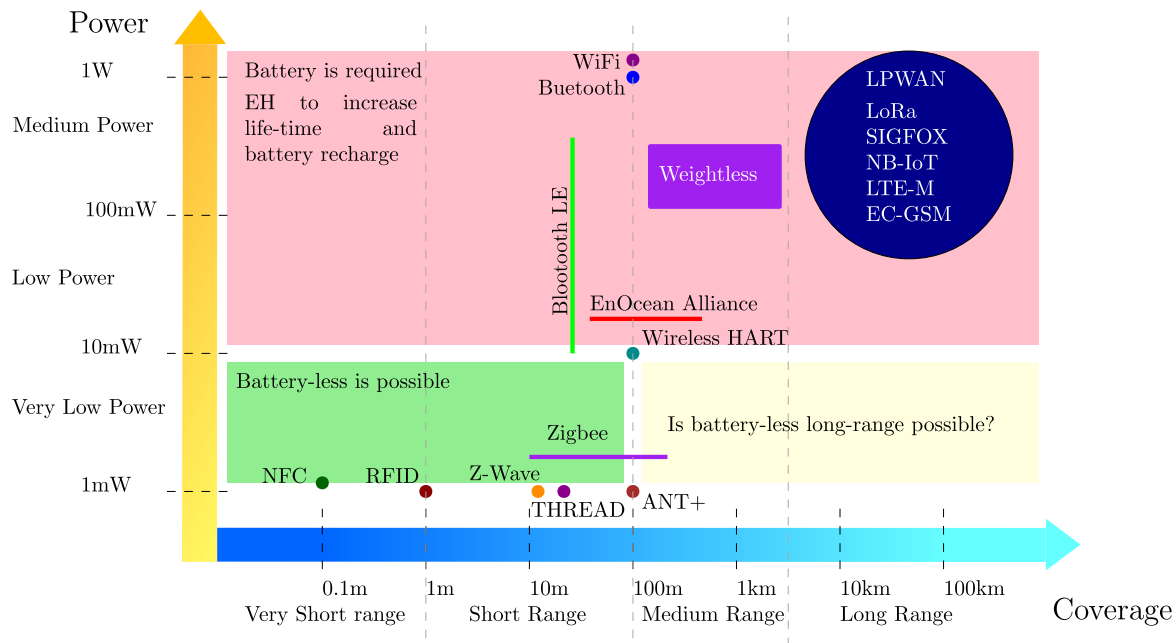 Power
1W
Medium Power
100mW
Low Power
10mW
Very Low Power
1mW
Battery is required
EH to increase
life-time and
battery recharge
WiFi
Buetooth
Blootooth LE
Weightless
LPWAN
LoRa
SIGFOX
NB-IoT
LTE-M
EC-GSM
EnOcean Alliance
Wireless HART
Battery-less is possible
Is battery-less long-range possible?
Zigbee
NFC
RFID
Z-Wave
THREAD
ANT+
0.1m
1m
10m
100m
1km
10km
100km
Very Short range
Short Range
Medium Range
Long Range
Coverage